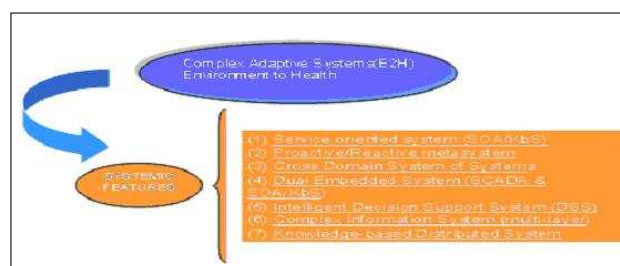 Complex Adaptive Systems(E2H)
Environment to Health
SYSTEMIC
FEATURES
(1) Service oriented system (SOA/KbS)
(2) Proactive/Reactive metasystem
(3) Cross Domain System of Systems
(4) Dual Embedded System (SCADA &
SOA/KbS)
(5) Intelligent Decision Support System (DSS)
(6) Complex Information System (multi-layer)
(7) Knowledge-based Distributed System